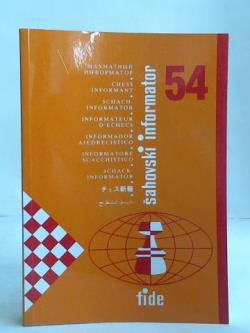 54
ШАХМАТНЫЙ
ИНФОРМАТОР
CHESS
INFORMANT
SCHACH-
INFORMATOR
INFORMATEUR
D'ECHECS
INFORMADOR
AJEDRECISTICO
INFORMATORE
SCACCHISTICO
SCHACK-
INFORMATOR
チェス新報
šahovski informator
fide